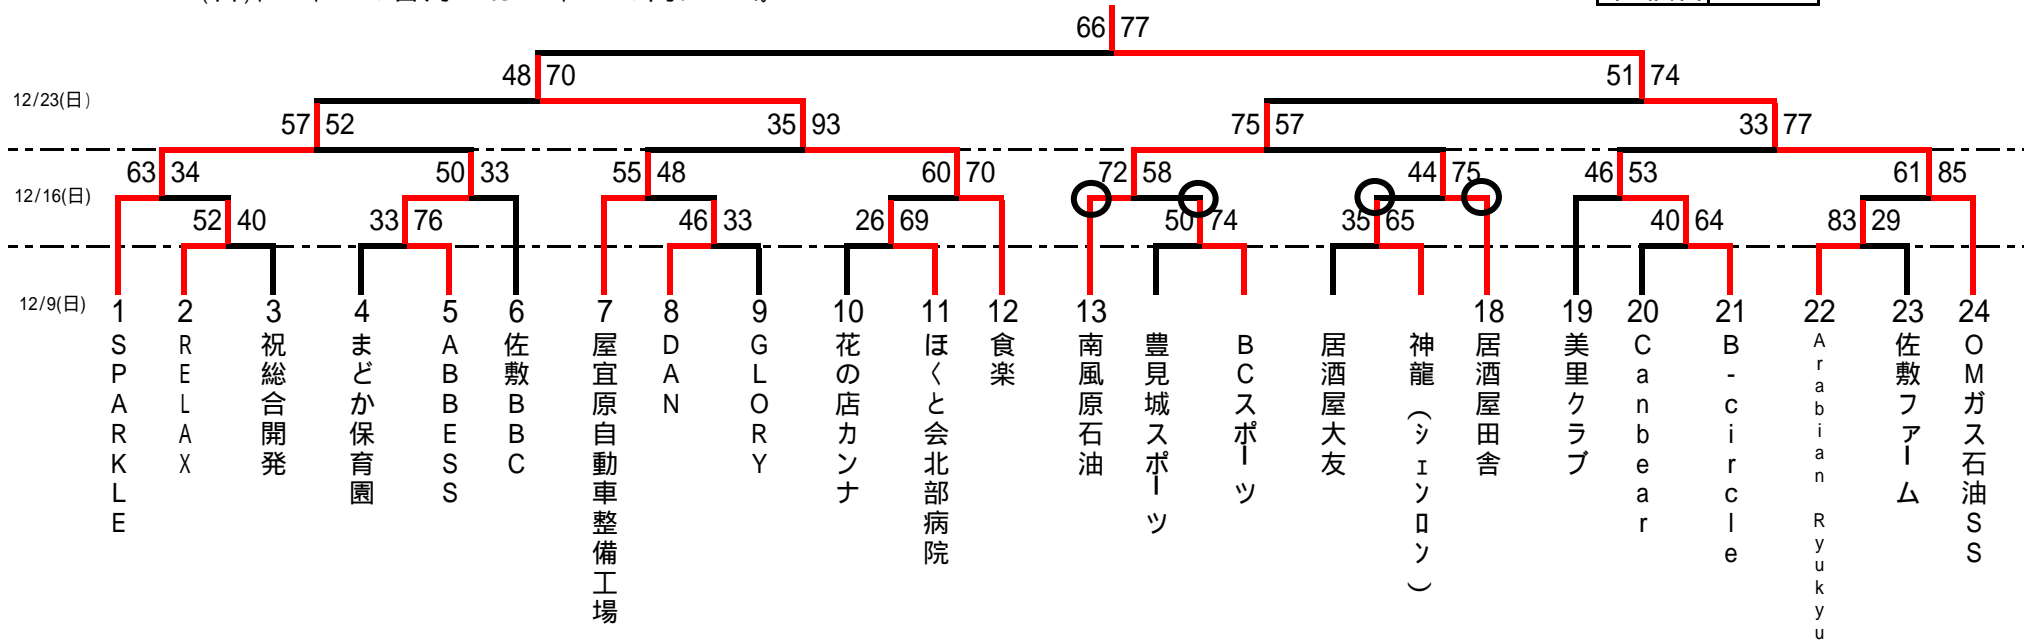 66 77
48 70 51 74
12/23(日)
57 52 35 93 75 57 33 77
63 34 50 33 55 48 60 70 72 58 44 75 46 53 61 85
12/16(日)
52 40 33 76 46 33 26 69 50 74 35 65 40 64 83 29
12/9(日)
1 SPARKLE
2 RELAX
3 祝総合開発
4 まどか保育園
5 ABBESS
6 佐敷BBC
7 屋宜原自動車整備工場
8 DAN
9 GLORY
10 花の店カンナ
11 ほくと会北部病院
12 食楽
13 南風原石油
豊見城スポーツ
BCスポーツ
居酒屋大友
神龍(シェンロン)
18 居酒屋田舎
19 美里クラブ
20 Canbear
21 B-circle
22 Arabian Ryukyu
23 佐敷ファーム
24 OMガス石油SS